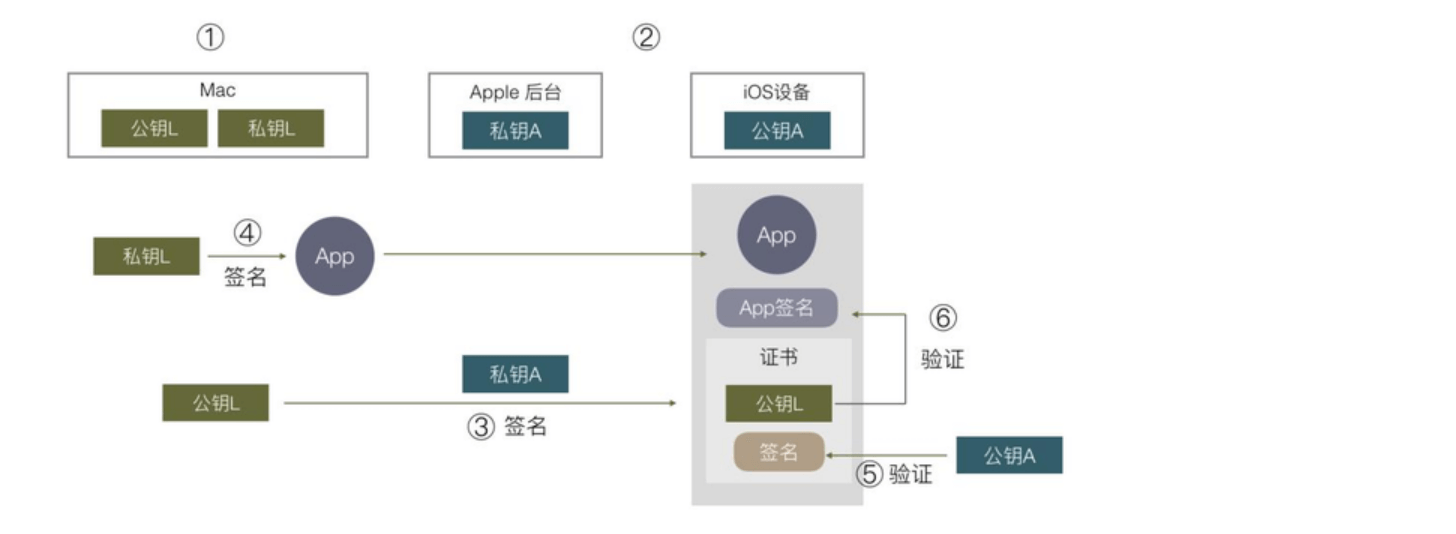 ①
②
Mac
公钥L
私钥L
Apple 后台
私钥A
iOS设备
公钥A
私钥L
④
签名
App
App
App签名
⑥
验证
公钥L
私钥A
③ 签名
证书
公钥L
签名
⑤ 验证
公钥A